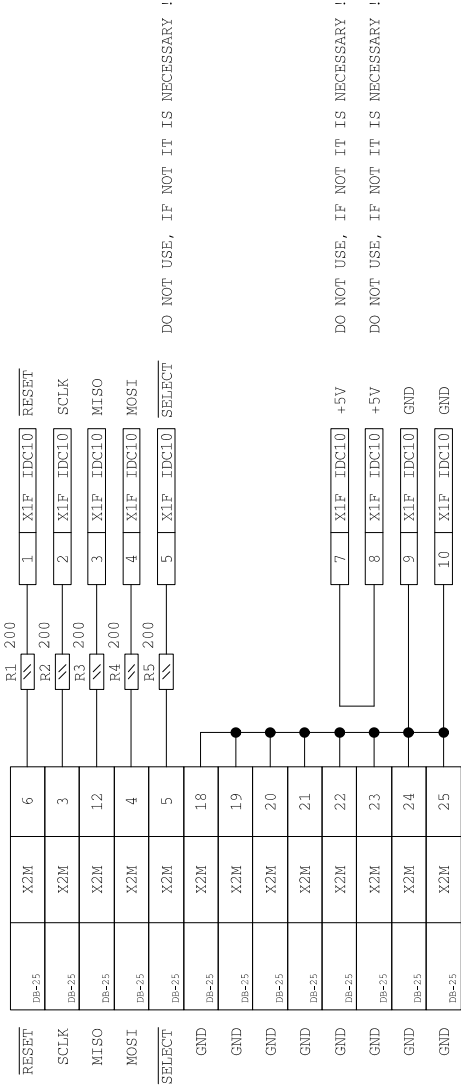 DO NOT USE, IF NOT IT IS NECESSARY !
DO NOT USE, IF NOT IT IS NECESSARY !
DO NOT USE, IF NOT IT IS NECESSARY !
RESET DB-25 X2M 6 R1 200 1 X1F IDC10 RESET
SCLK DB-25 X2M 3 R2 200 2 X1F IDC10 SCLK
MISO DB-25 X2M 12 R3 200 3 X1F IDC10 MISO
MOSI DB-25 X2M 4 R4 200 4 X1F IDC10 MOSI
SELECT DB-25 X2M 5 R5 200 5 X1F IDC10 SELECT
GND DB-25 X2M 18
GND DB-25 X2M 19
GND DB-25 X2M 20
GND DB-25 X2M 21
GND DB-25 X2M 22 7 X1F IDC10 +5V
GND DB-25 X2M 23 8 X1F IDC10 +5V
GND DB-25 X2M 24 9 X1F IDC10 GND
GND DB-25 X2M 25 10 X1F IDC10 GND